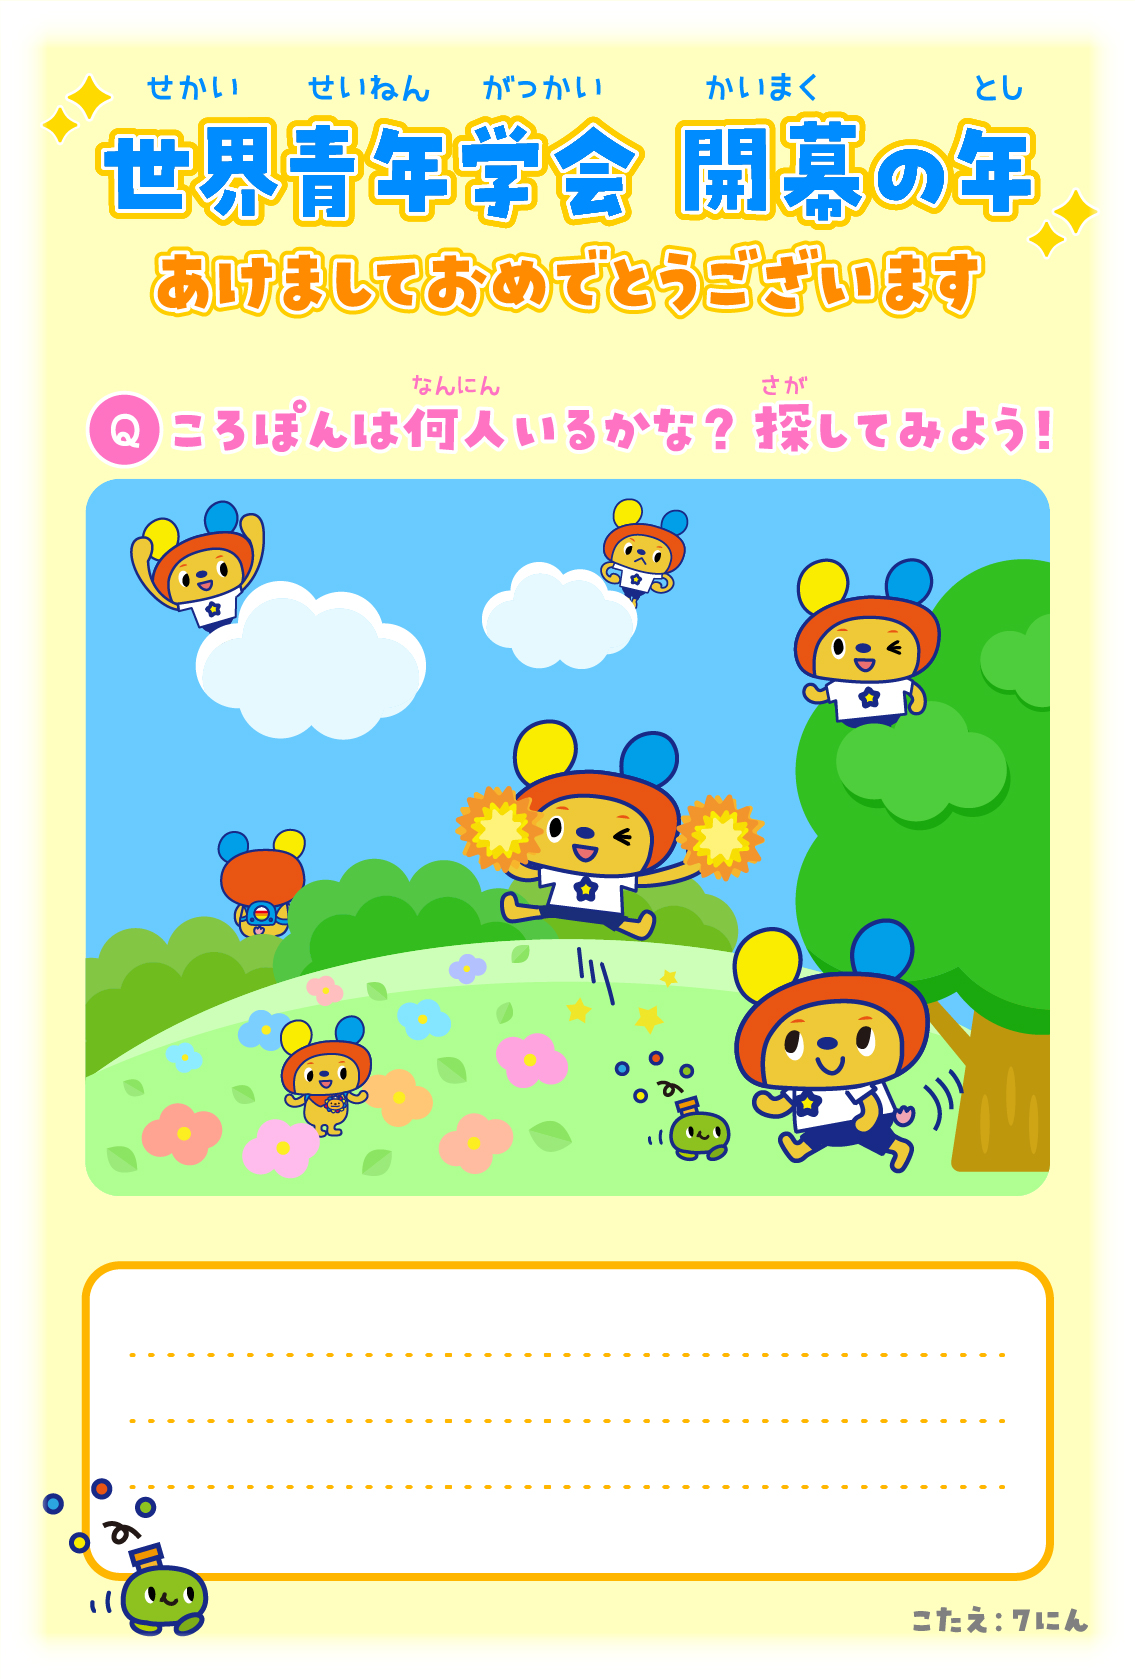 せかい せいねん がっかい かいまく とし
世界青年学会 開幕の年
あけましておめでとうございます
なんにん さが
Q ころぽんは何人いるかな？ 探してみよう！
こたえ：7にん